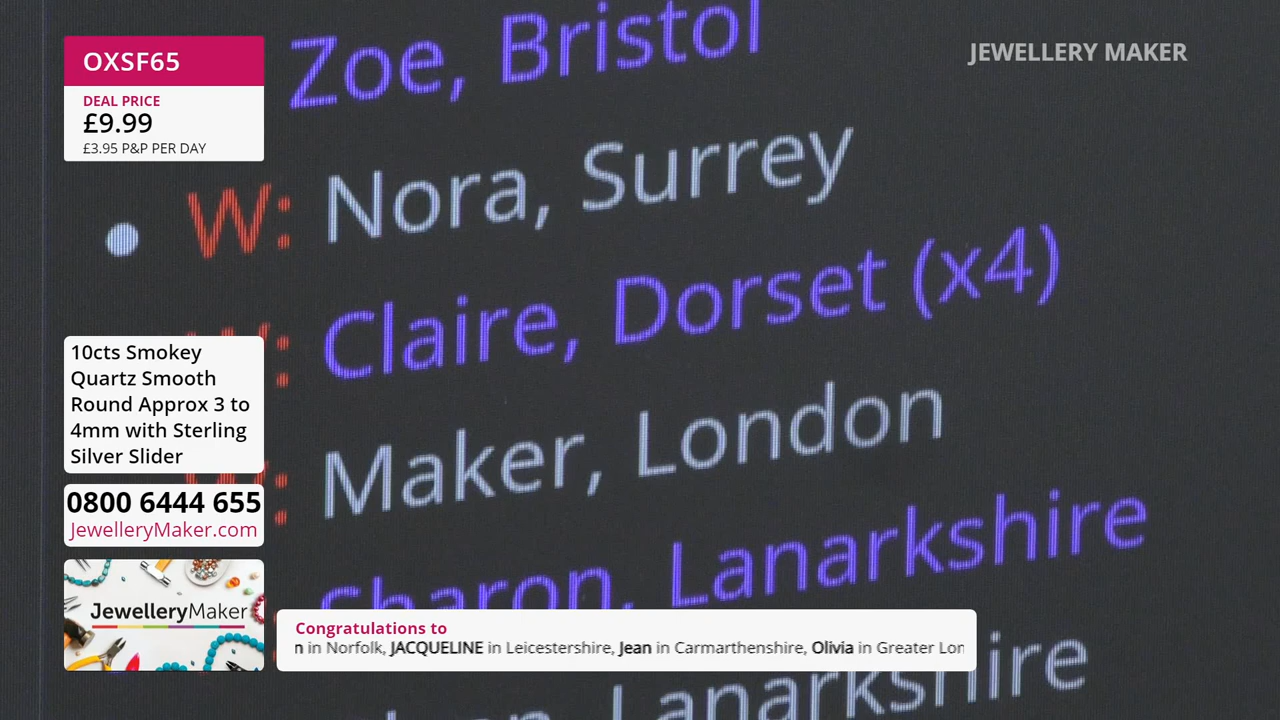 OXSF65
DEAL PRICE
£9.99
£3.95 P&P PER DAY
JEWELLERY MAKER
Zoe, Bristol
W: Nora, Surrey
Claire, Dorset (x4)
Maker, London
Sharon, Lanarkshire
Lanarkshire
10cts Smokey
Quartz Smooth
Round Approx 3 to
4mm with Sterling
Silver Slider
0800 6444 655
JewelleryMaker.com
JewelleryMaker
Congratulations to
in Norfolk, JACQUELINE in Leicestershire, Jean in Carmarthenshire, Olivia in Greater